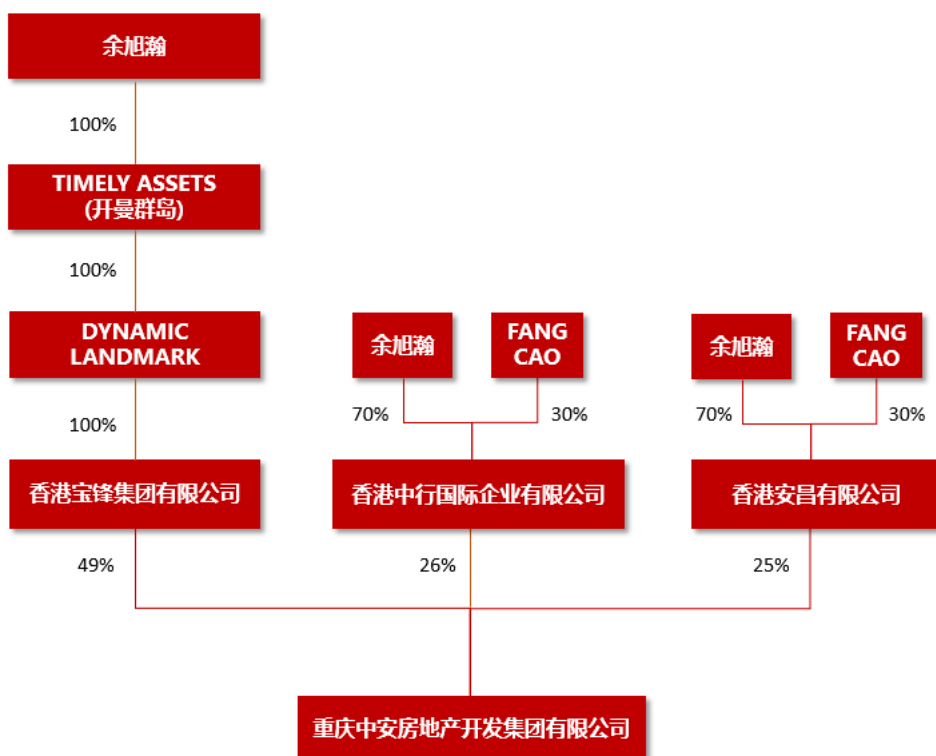 余旭瀚
100%
TIMELY ASSETS
(开曼群岛)
100%
DYNAMIC
LANDMARK
余旭瀚
FANG
CAO
余旭瀚
FANG
CAO
100%
70%
30%
70%
30%
香港宝锋集团有限公司
香港中行国际企业有限公司
香港安昌有限公司
49%
26%
25%
重庆中安房地产开发集团有限公司